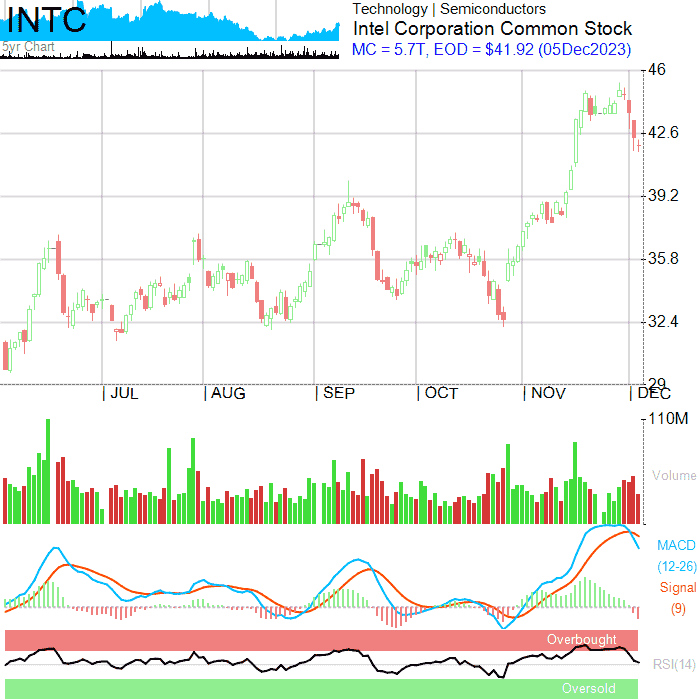 INTC
5yr Chart
Technology | Semiconductors
Intel Corporation Common Stock
MC = 5.7T, EOD = $41.92 (05Dec2023)
46
42.6
39.2
35.8
32.4
29
| JUL | AUG | SEP | OCT | NOV | DEC
110M
Volume
MACD
(12-26)
Signal
(9)
Overbought
RSI(14)
Oversold